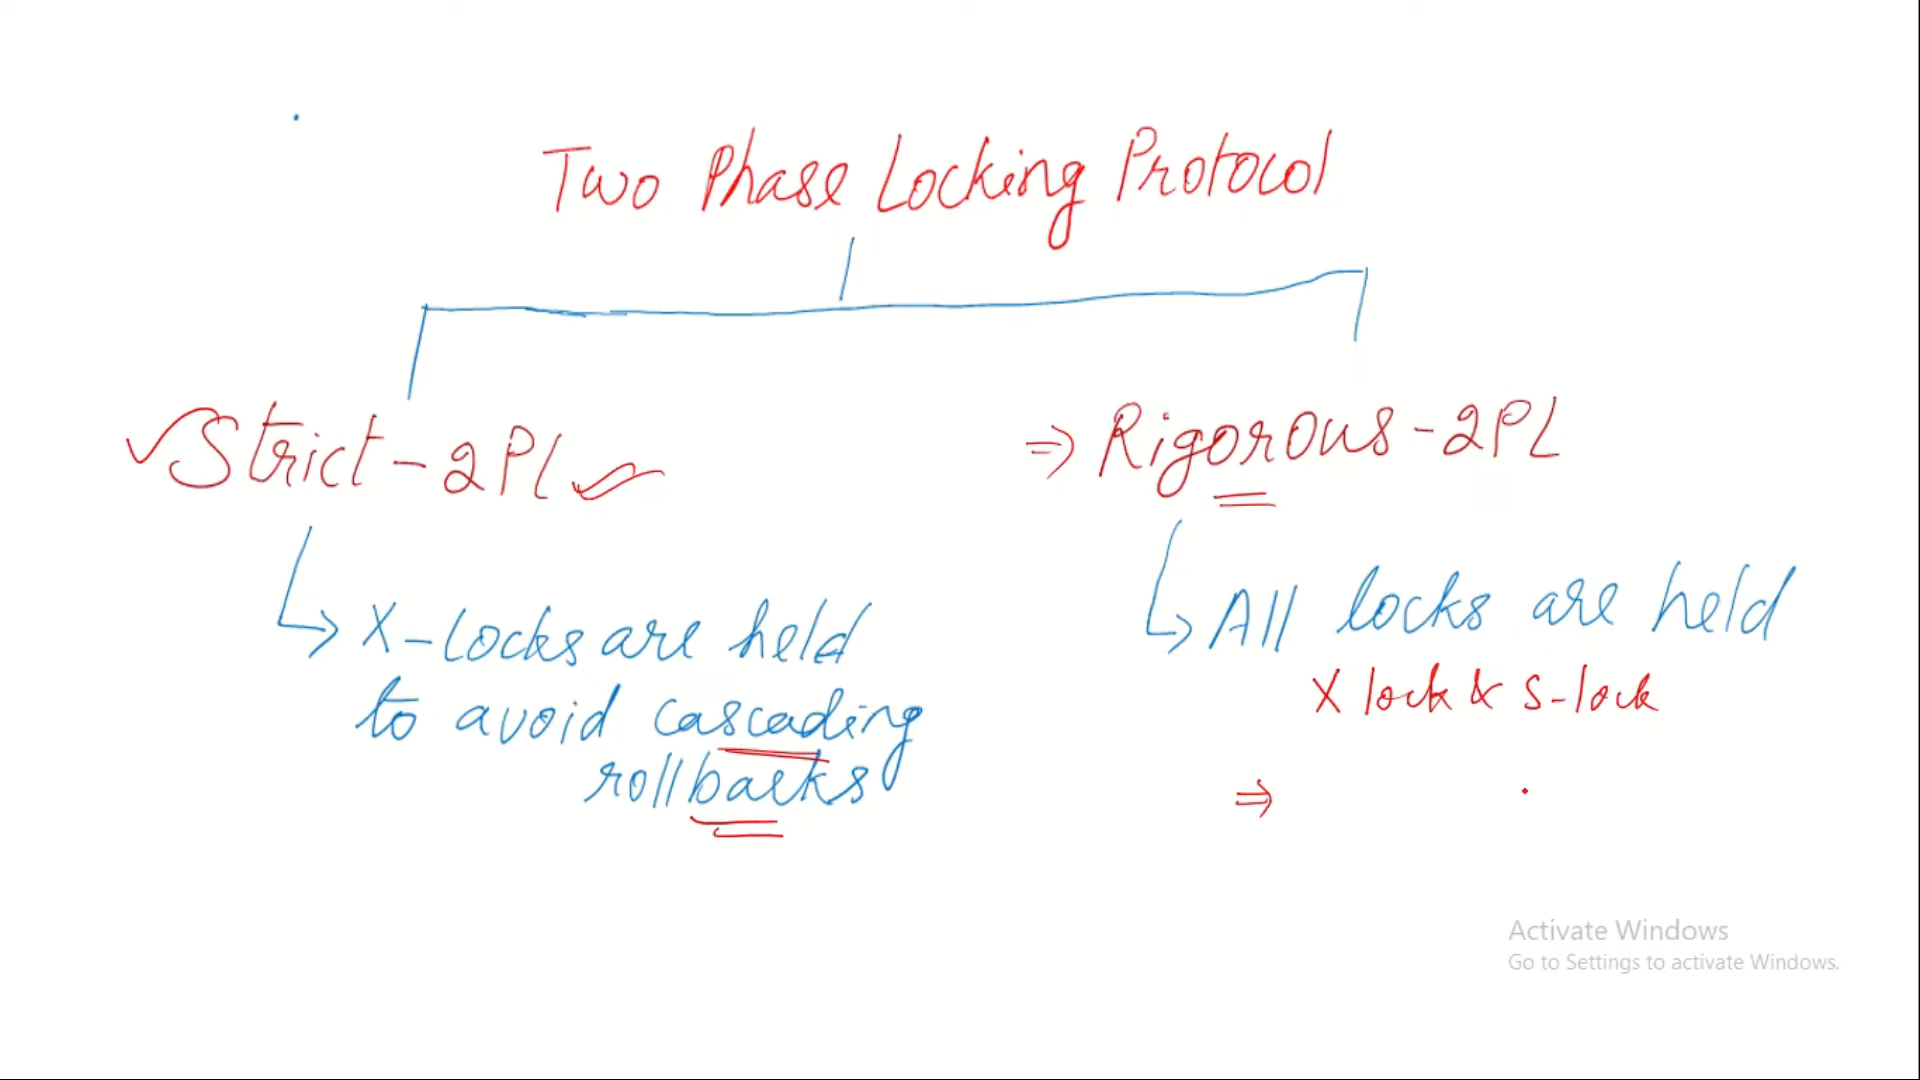 Two Phase Locking Protocol
Strict-2PL
X-Locks are held
to avoid cascading
rollbacks
⇒ Rigorous-2PL
All locks are held
X lock & S-lock
⇒
Activate Windows
Go to Settings to activate Windows.